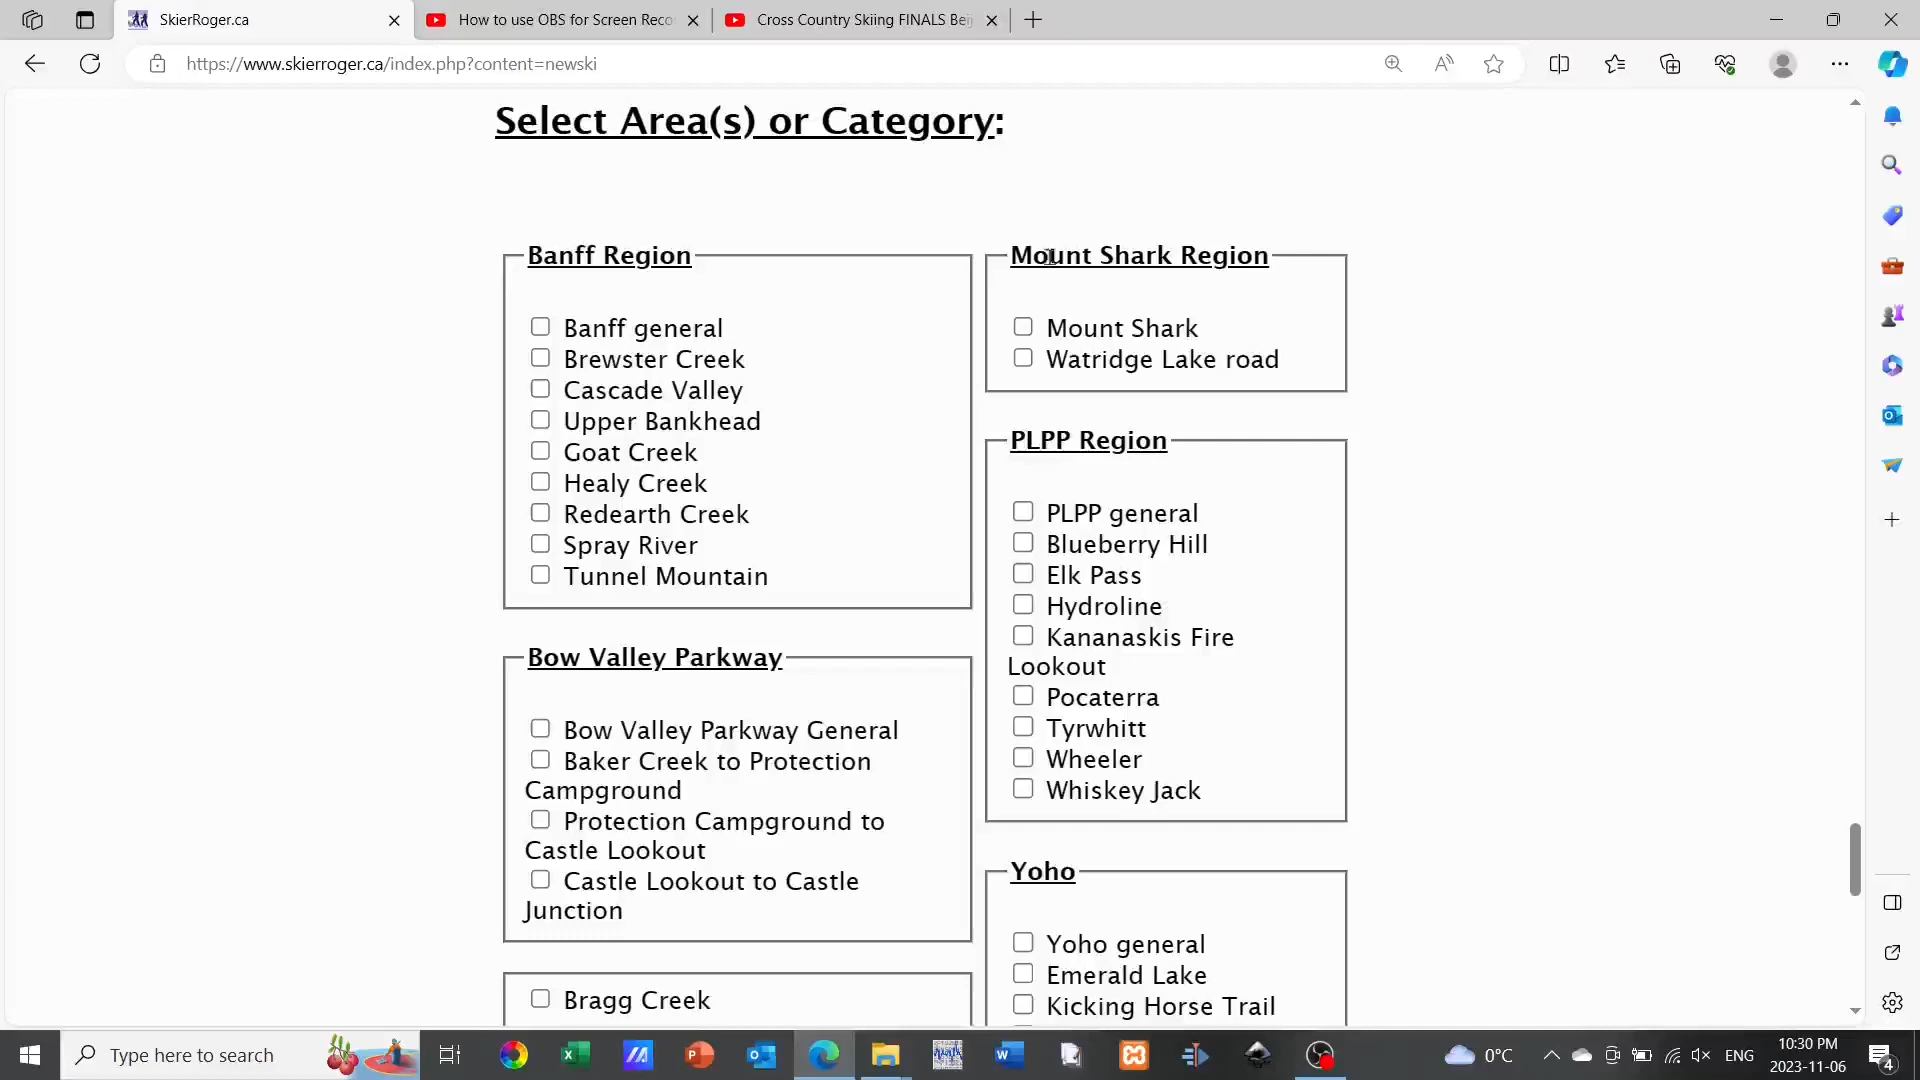 SkierRoger.ca
How to use OBS for Screen Reco
Cross Country Skiing FINALS Beij
https://www.skierroger.ca/index.php?content=newski
Select Area(s) or Category:
Banff Region
Banff general
Brewster Creek
Cascade Valley
Upper Bankhead
Goat Creek
Healy Creek
Redearth Creek
Spray River
Tunnel Mountain
Bow Valley Parkway
Bow Valley Parkway General
Baker Creek to Protection
Campground
Protection Campground to
Castle Lookout
Castle Lookout to Castle
Junction
Bragg Creek
Mount Shark Region
Mount Shark
Watridge Lake road
PLPP Region
PLPP general
Blueberry Hill
Elk Pass
Hydroline
Kananaskis Fire
Lookout
Pocaterra
Tyrwhitt
Wheeler
Whiskey Jack
Yoho
Yoho general
Emerald Lake
Kicking Horse Trail
Type here to search
0°C
ENG
10:30 PM
2023-11-06
4